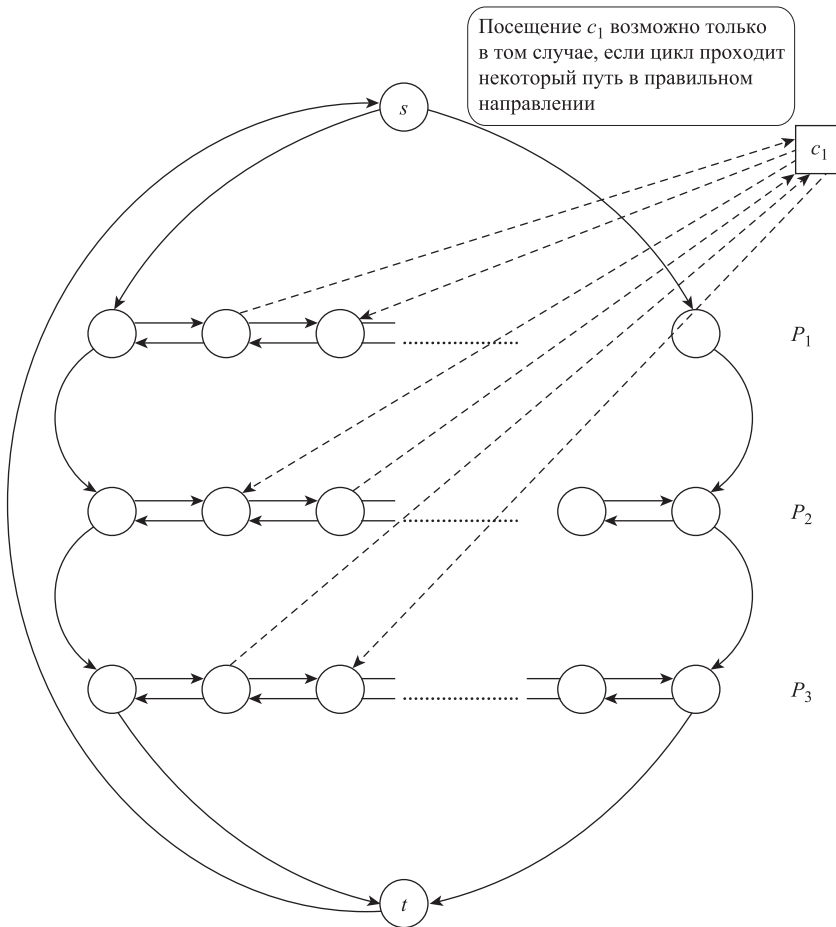 Посещение c₁ возможно только
в том случае, если цикл проходит
некоторый путь в правильном
направлении
s
c₁
P₁
P₂
P₃
t